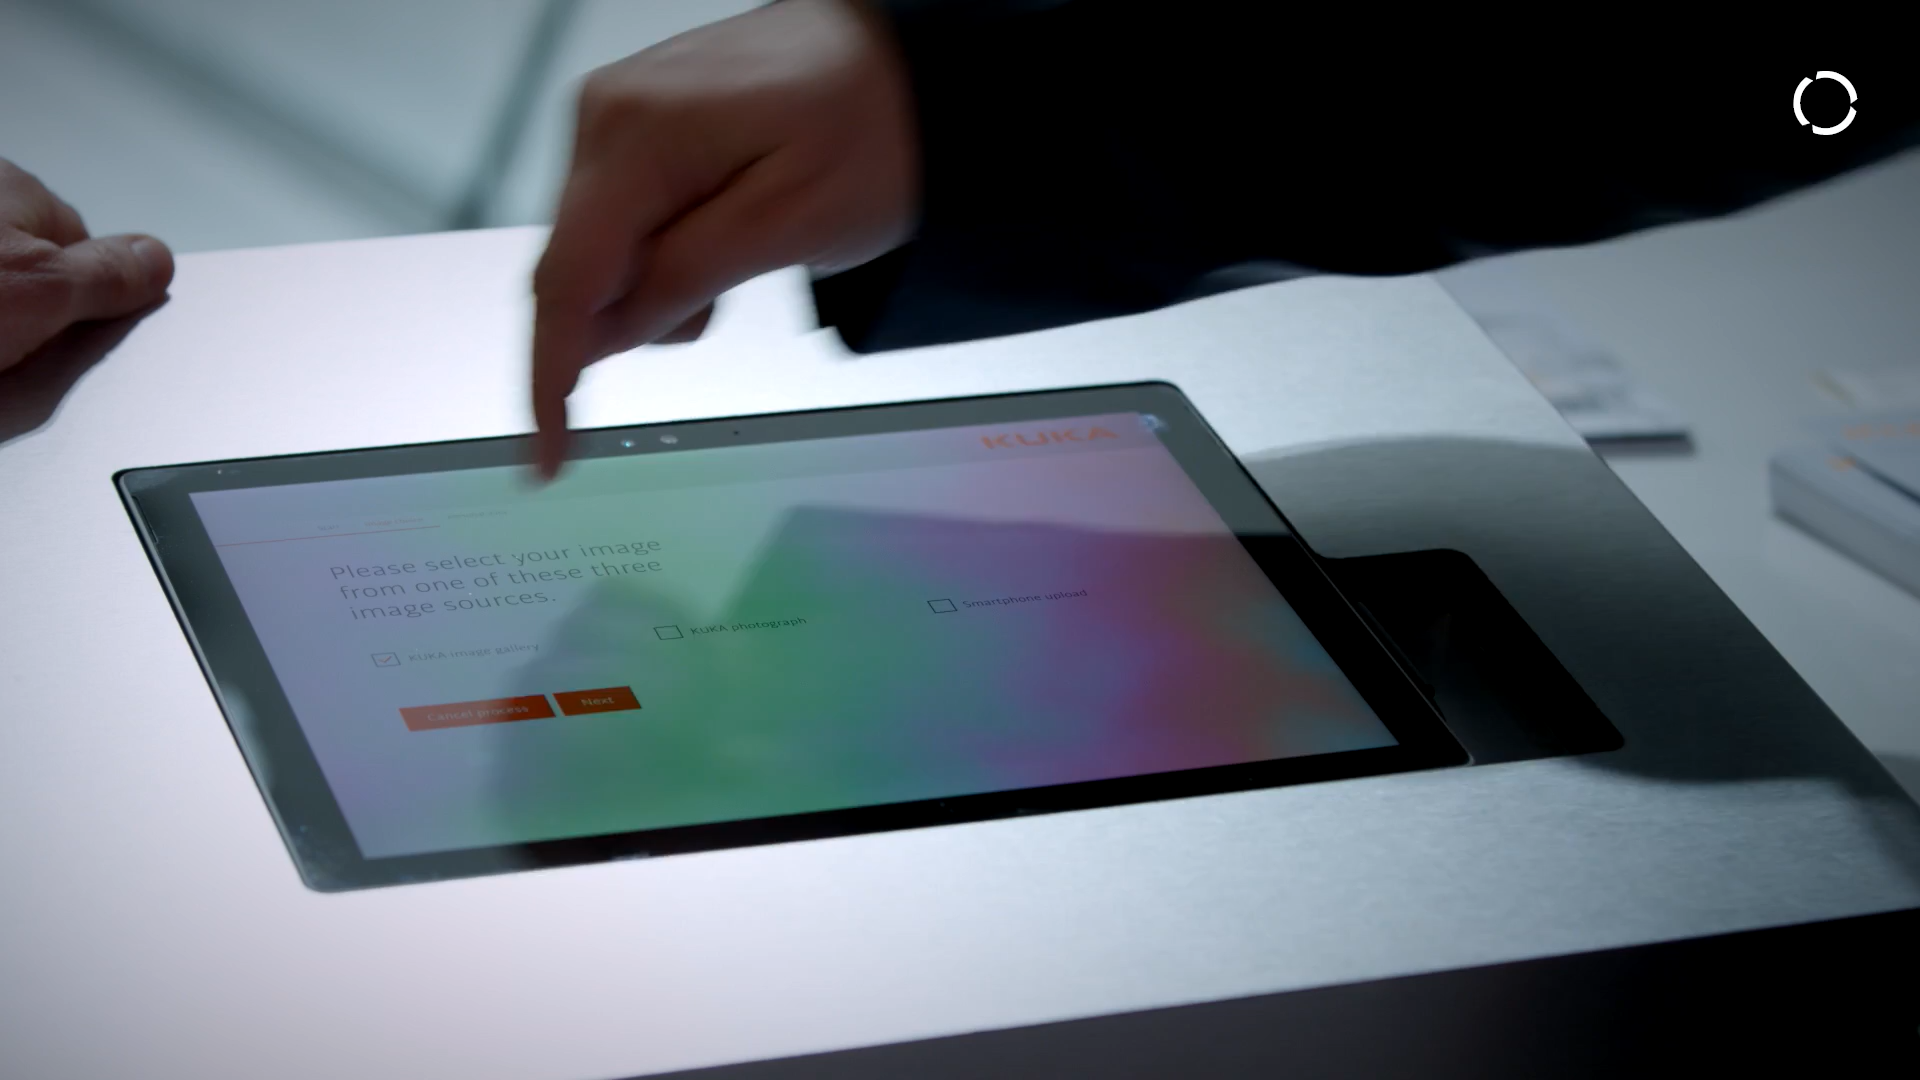 KUKA
Please select your image
from one of these three
image sources.
KUKA image gallery
KUKA photograph
Smartphone upload
Cancel process
Next